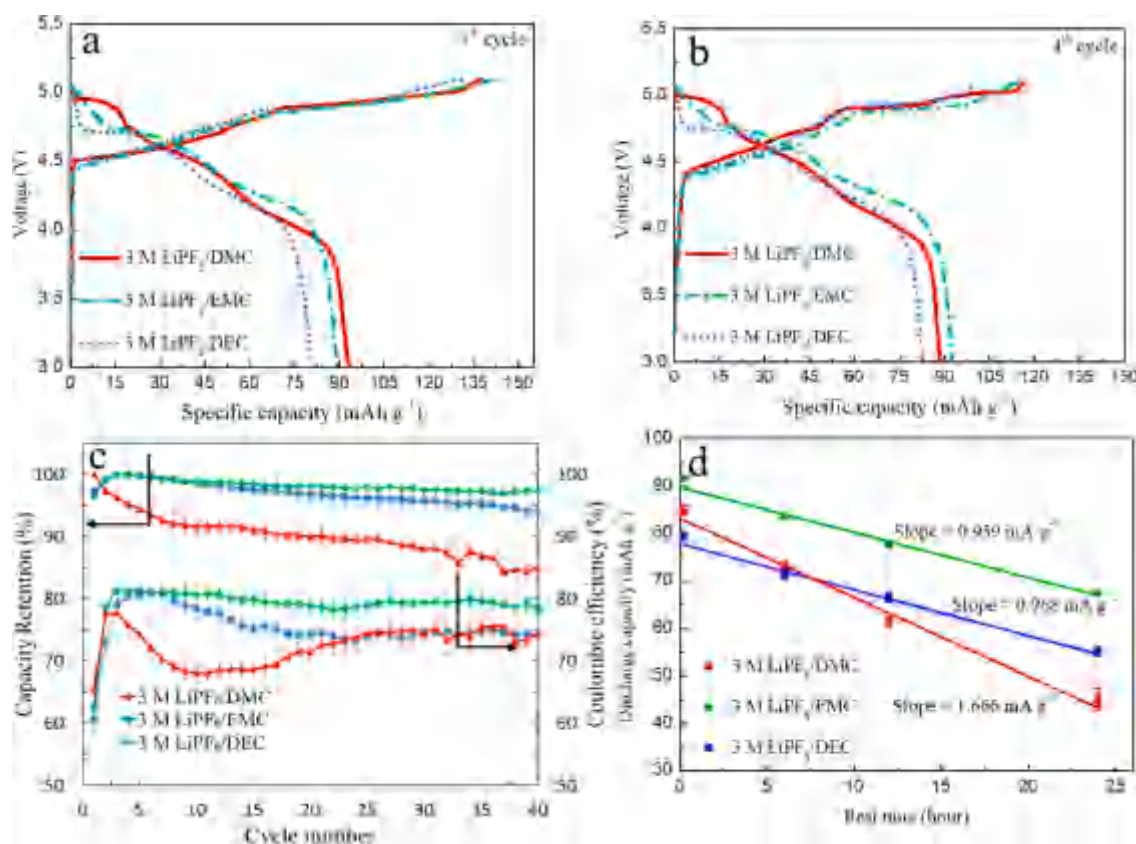 a
cycle
5.5
5.0
4.5
4.0
3.5
3.0
Voltage (V)
3 M LiPF6/DMC
3 M LiPF6/EMC
3 M LiPF6/DEC
0 15 30 45 60 75 90 105 120 135 150
Specific capacity (mAh g⁻¹)
b
4th cycle
5.0
4.5
4.0
3.0
Voltage (V)
3 M LiPF6/DMC
3 M LiPF6/EMC
3 M LiPF6/DEC
0 15 30 45 60 75 90 105 120 135 150
Specific capacity (mAh g⁻¹)
c
100
90
80
70
60
50
Capacity Retention (%)
100
90
80
70
60
50
Coulombic efficiency (%)
3 M LiPF6/DMC
3 M LiPF6/EMC
3 M LiPF6/DEC
0 5 10 15 20 25 30 35 40
Cycle number
d
100
90
80
70
60
50
40
30
Discharge capacity (mAh g⁻¹)
Slope = 0.959 mA g⁻¹
Slope = 0.968 mA g⁻¹
Slope = 1.666 mA g⁻¹
3 M LiPF6/DMC
3 M LiPF6/EMC
3 M LiPF6/DEC
0 5 10 15 20 25
(hour)